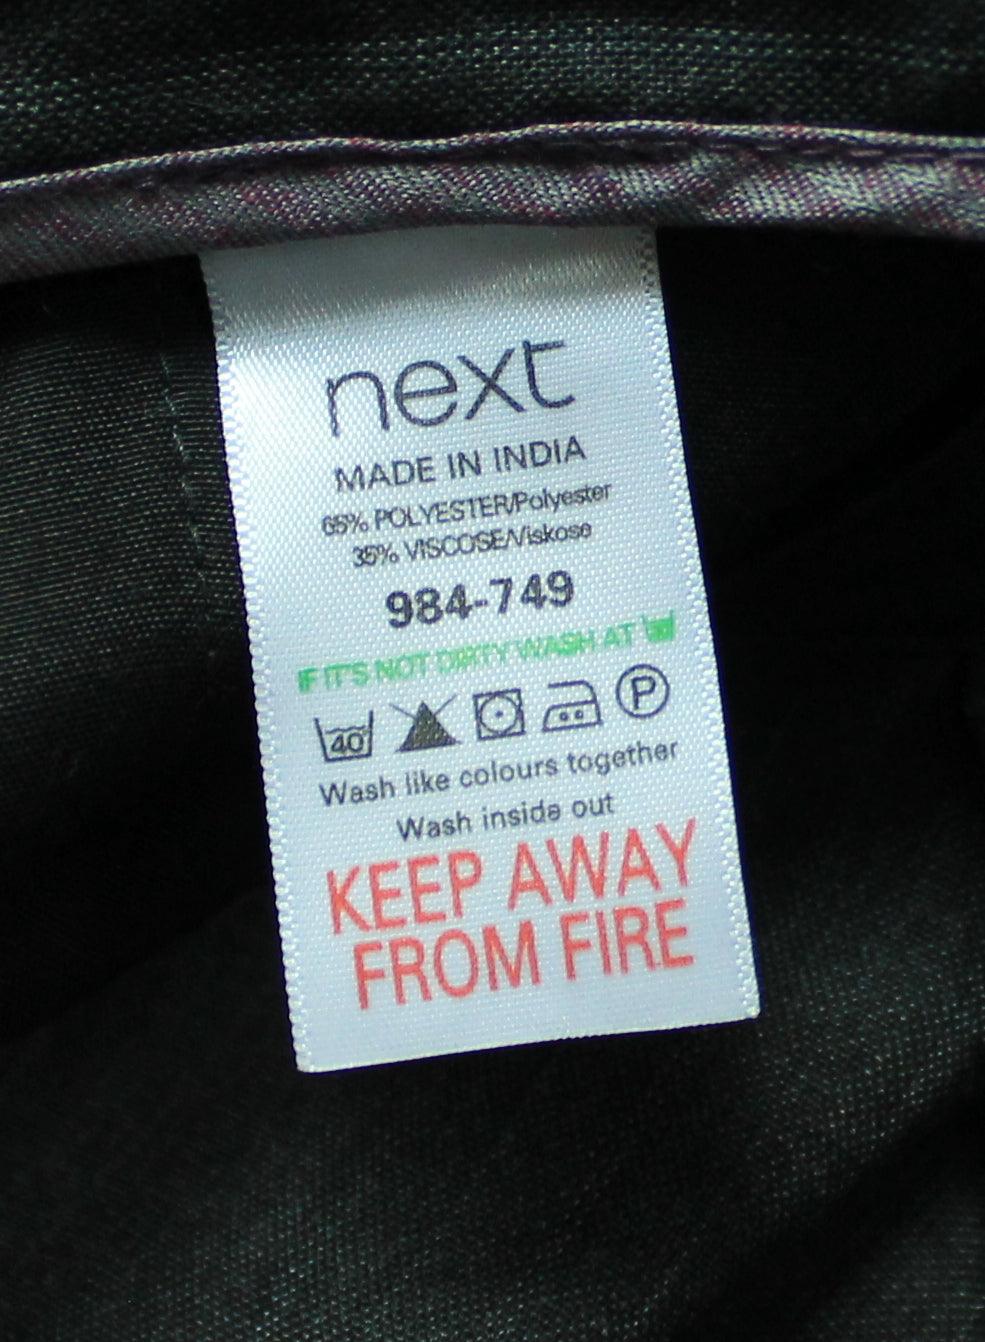 next
MADE IN INDIA
65% POLYESTER/Polyester
35% VISCOSE/Viskose
984-749
IF IT'S NOT DIRTY WASH AT
40 P
Wash like colours together
Wash inside out
KEEP AWAY
FROM FIRE